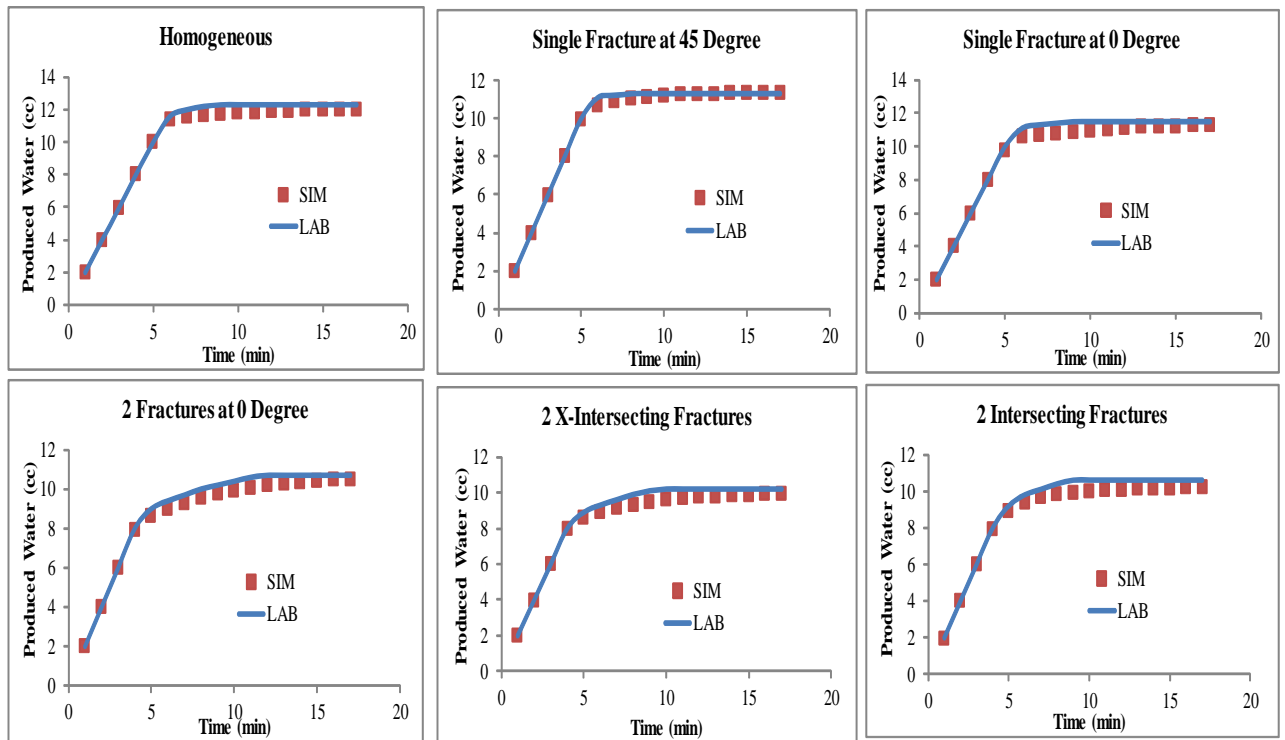 Homogeneous
Produced Water (cc)
14
12
10
8
6
4
2
0
0 5 10 15 20
Time (min)
SIM
LAB
Single Fracture at 45 Degree
Produced Water (cc)
12
10
8
6
4
2
0
0 5 10 15 20
Time (min)
SIM
LAB
Single Fracture at 0 Degree
Produced Water (cc)
14
12
10
8
6
4
2
0
0 5 10 15 20
Time (min)
SIM
LAB
2 Fractures at 0 Degree
Produced Water (cc)
12
10
8
6
4
2
0
0 5 10 15 20
Time (min)
SIM
LAB
2 X-Intersecting Fractures
Produced Water (cc)
12
10
8
6
4
2
0
0 5 10 15 20
Time (min)
SIM
LAB
2 Intersecting Fractures
Produced Water (cc)
12
10
8
6
4
2
0
0 5 10 15 20
Time (min)
SIM
LAB